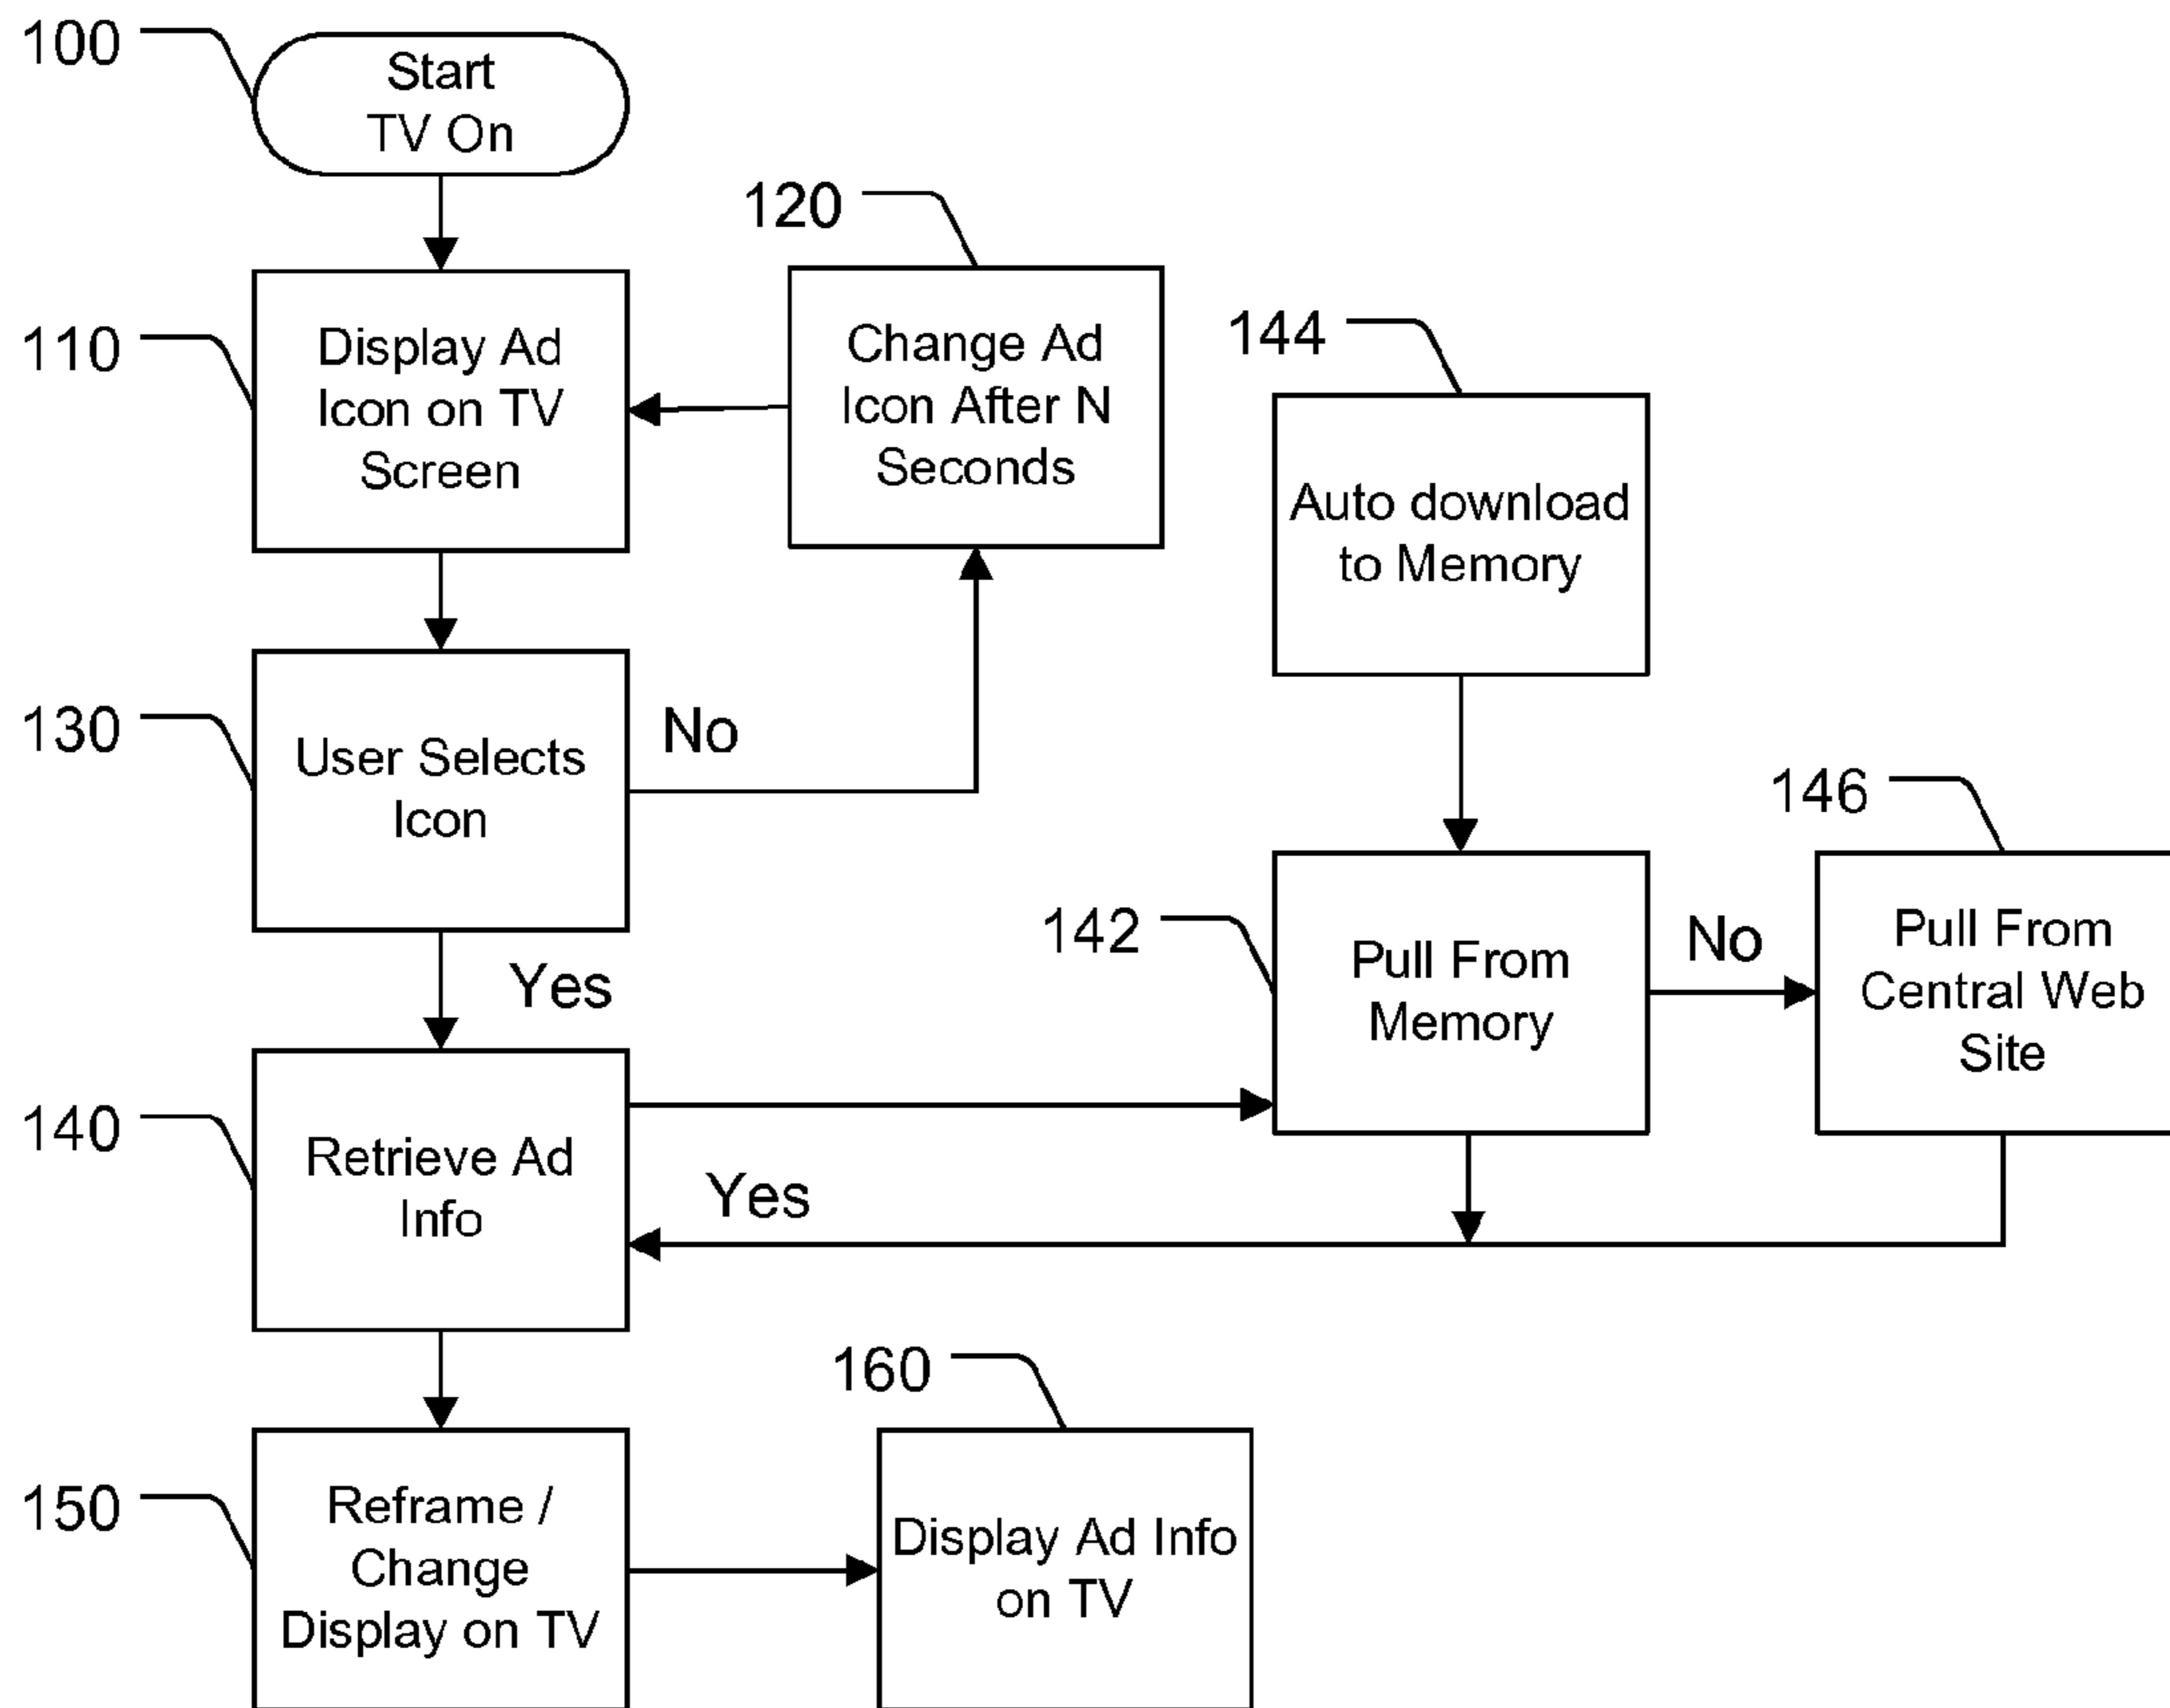 100
Start
TV On
120
110
Display Ad
Icon on TV
Screen
Change Ad
Icon After N
Seconds
144
Auto download
to Memory
130
User Selects
Icon
No
146
142
Pull From
Memory
No
Pull From
Central Web
Site
Yes
140
Retrieve Ad
Info
Yes
160
150
Reframe /
Change
Display on TV
Display Ad Info
on TV